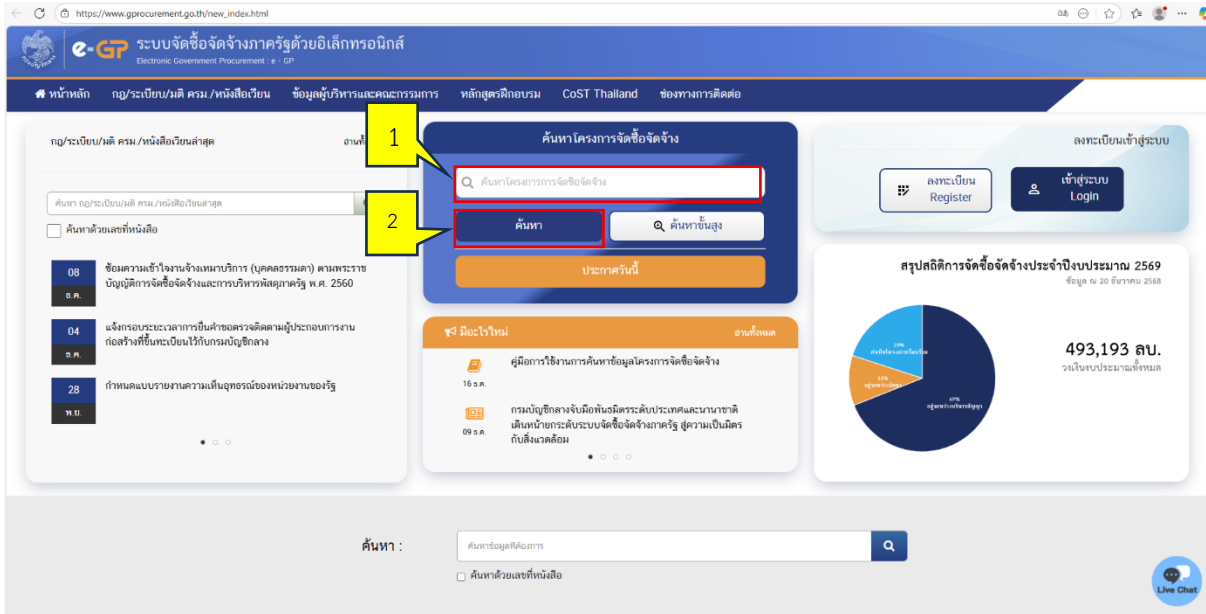 https://www.gprocurement.go.th/new_index.html
e-GP ระบบจัดซื้อจัดจ้างภาครัฐด้วยอิเล็กทรอนิกส์
Electronic Government Procurement : e - GP
หน้าหลัก กฎ/ระเบียบ/มติ ครม./หนังสือเวียน ข้อมูลผู้บริหารและคณะกรรมการ หลักสูตรฝึกอบรม CoST Thailand ช่องทางการติดต่อ
กฎ/ระเบียบ/มติ ครม./หนังสือเวียนล่าสุด
ค้นหา กฎ/ระเบียบ/มติ ครม./หนังสือเวียนล่าสุด
ค้นหาด้วยเลขที่หนังสือ
08 ธ.ค.
ซ้อมความเข้าใจงานจ้างเหมาบริการ (บุคคลธรรมดา) ตามพระราช
บัญญัติการจัดซื้อจัดจ้างและการบริหารพัสดุภาครัฐ พ.ศ. 2560
04 ธ.ค.
แจ้งกรอบระยะเวลาการยื่นคำขอตรวจติดตามผู้ประกอบการงาน
ก่อสร้างที่ขึ้นทะเบียนไว้กับกรมบัญชีกลาง
28 พ.ย.
กำหนดแบบรายงานความเห็นอุทธรณ์ของหน่วยงานของรัฐ
1
2
ค้นหาโครงการจัดซื้อจัดจ้าง
ค้นหาโครงการการจัดซื้อจัดจ้าง
ค้นหา
ค้นหาขั้นสูง
ประกาศวันนี้
มีอะไรใหม่
อ่านทั้งหมด
16 ธ.ค.
คู่มือการใช้งานการค้นหาข้อมูลโครงการจัดซื้อจัดจ้าง
09 ธ.ค.
กรมบัญชีกลางจับมือพันธมิตรระดับประเทศและนานาชาติ
เดินหน้ายกระดับระบบจัดซื้อจัดจ้างภาครัฐ สู่ความเป็นมิตร
กับสิ่งแวดล้อม
ลงทะเบียนเข้าสู่ระบบ
ลงทะเบียน
Register
เข้าสู่ระบบ
Login
สรุปสถิติการจัดซื้อจัดจ้างประจำปีงบประมาณ 2569
ข้อมูล ณ 20 ธันวาคม 2568
493,193 ลบ.
วงเงินงบประมาณทั้งหมด
ค้นหา :
ค้นหาข้อมูลที่ต้องการ
ค้นหาด้วยเลขที่หนังสือ
Live Chat